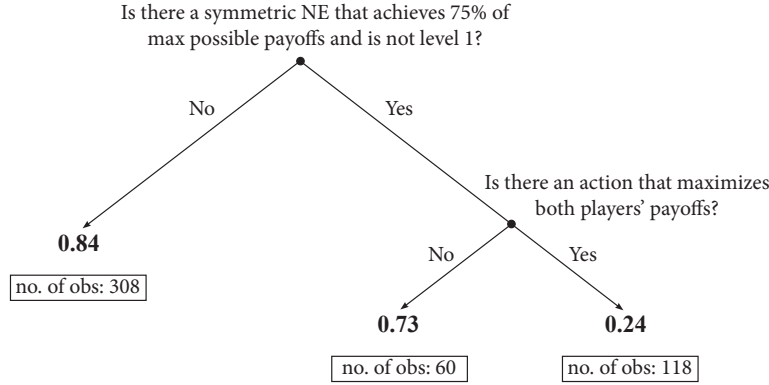 Is there a symmetric NE that achieves 75% of
max possible payoffs and is not level 1?
No
Yes
Is there an action that maximizes
both players’ payoffs?
0.84
no. of obs: 308
No
Yes
0.73
0.24
no. of obs: 60
no. of obs: 118